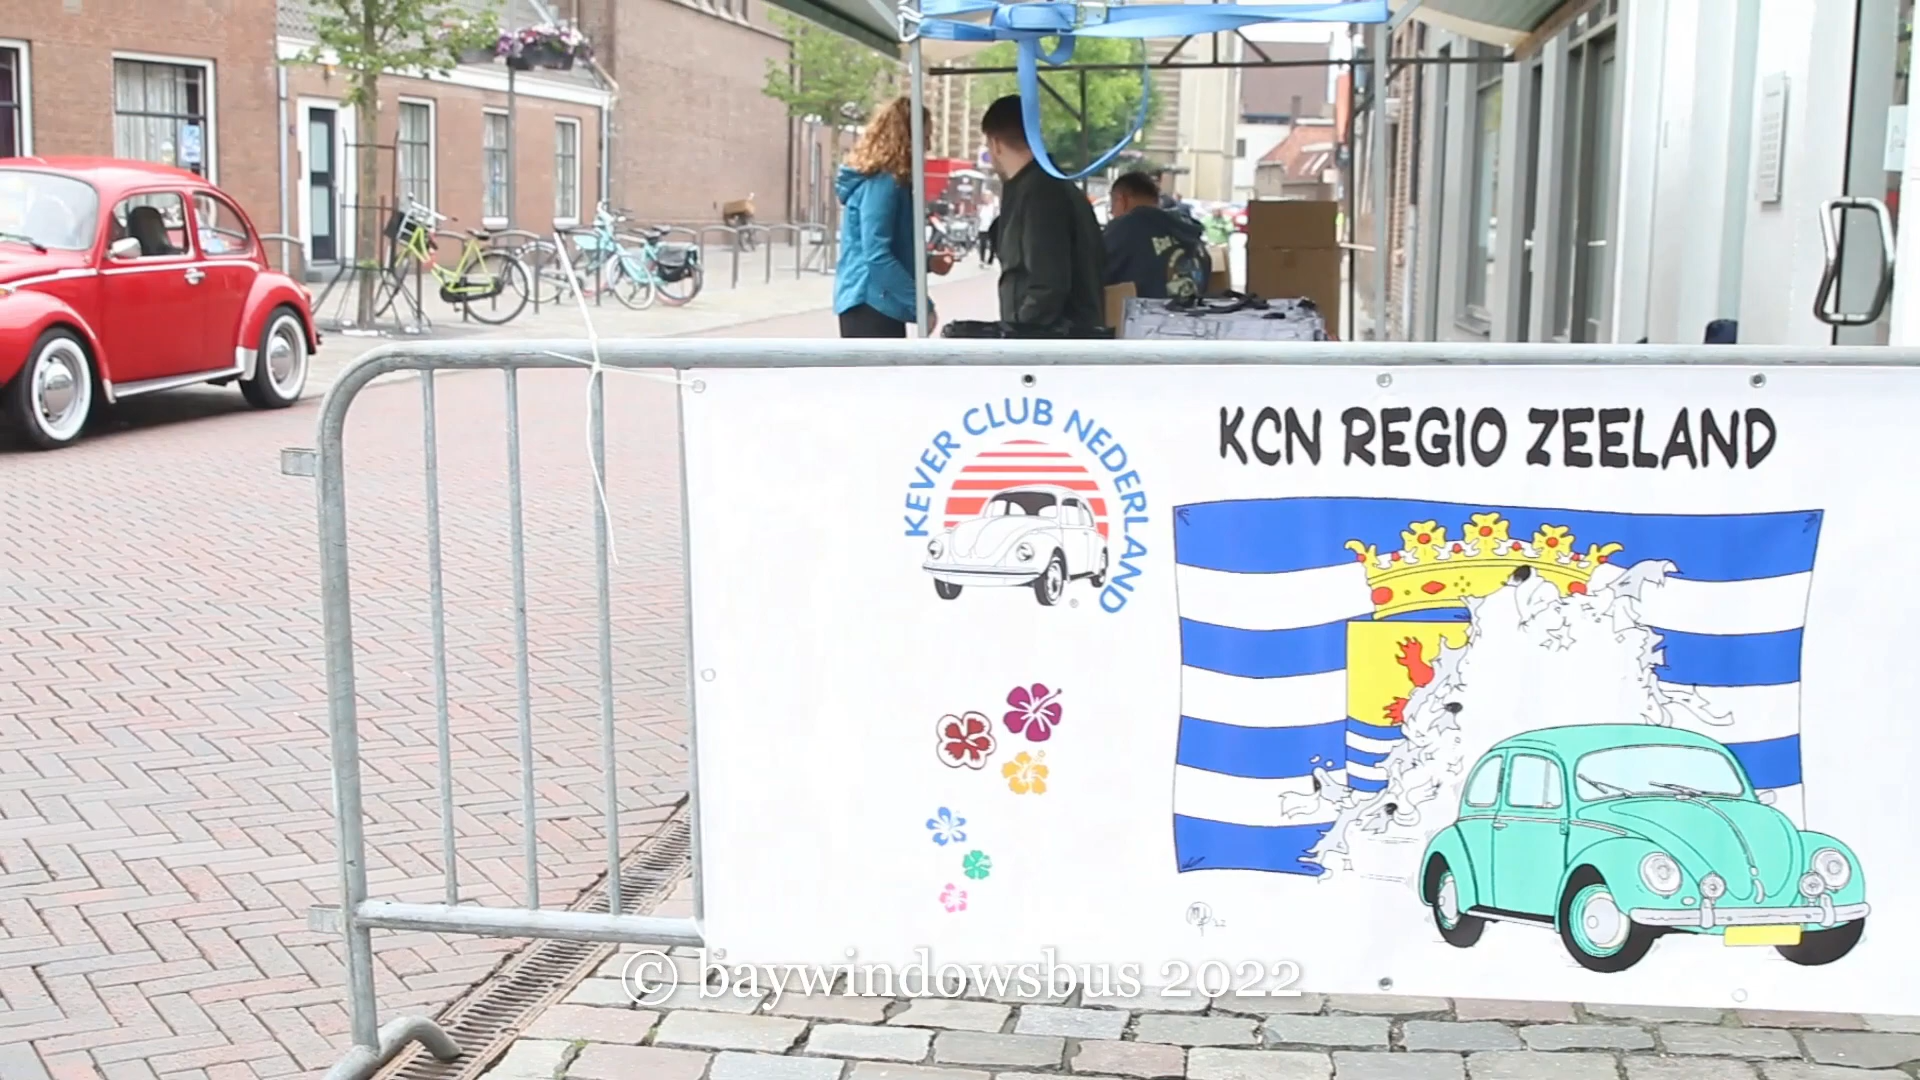 KEVER CLUB NEDERLAND
®
KCN REGIO ZEELAND
© baywindowsbus 2022